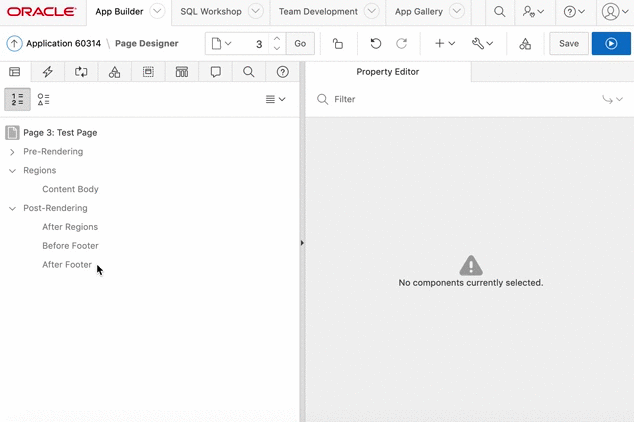 ORACLE App Builder SQL Workshop Team Development App Gallery
Application 60314 \ Page Designer 3 Go Save
Property Editor
Filter
Page 3: Test Page
Pre-Rendering
Regions
Content Body
Post-Rendering
After Regions
Before Footer
After Footer
No components currently selected.